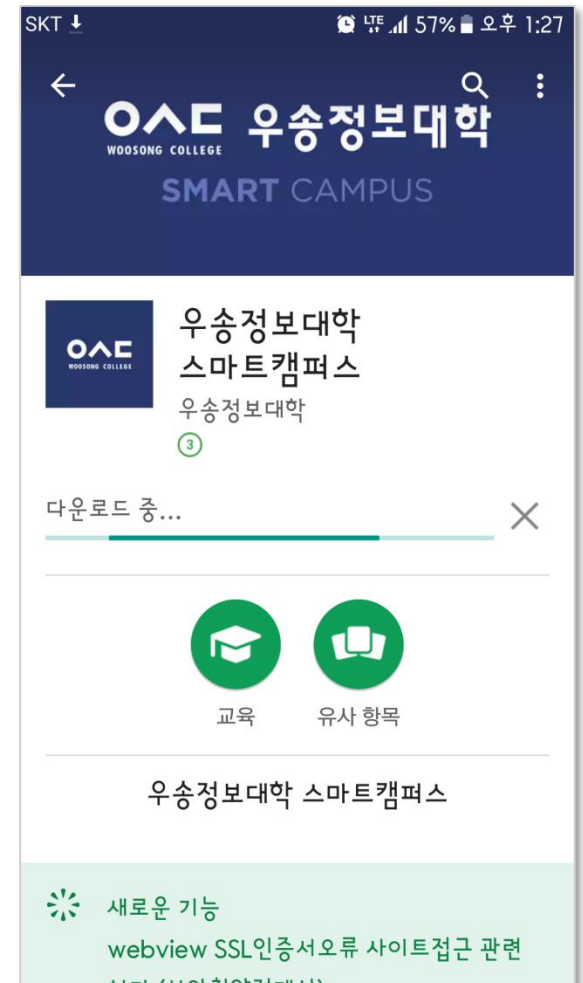 SKT LTE 57% 오후 1:27
WOOSONG COLLEGE 우송정보대학
SMART CAMPUS
WOOSONG COLLEGE
우송정보대학
스마트캠퍼스
우송정보대학
3
다운로드 중...
교육 유사 항목
우송정보대학 스마트캠퍼스
새로운 기능
webview SSL인증서오류 사이트접근 관련